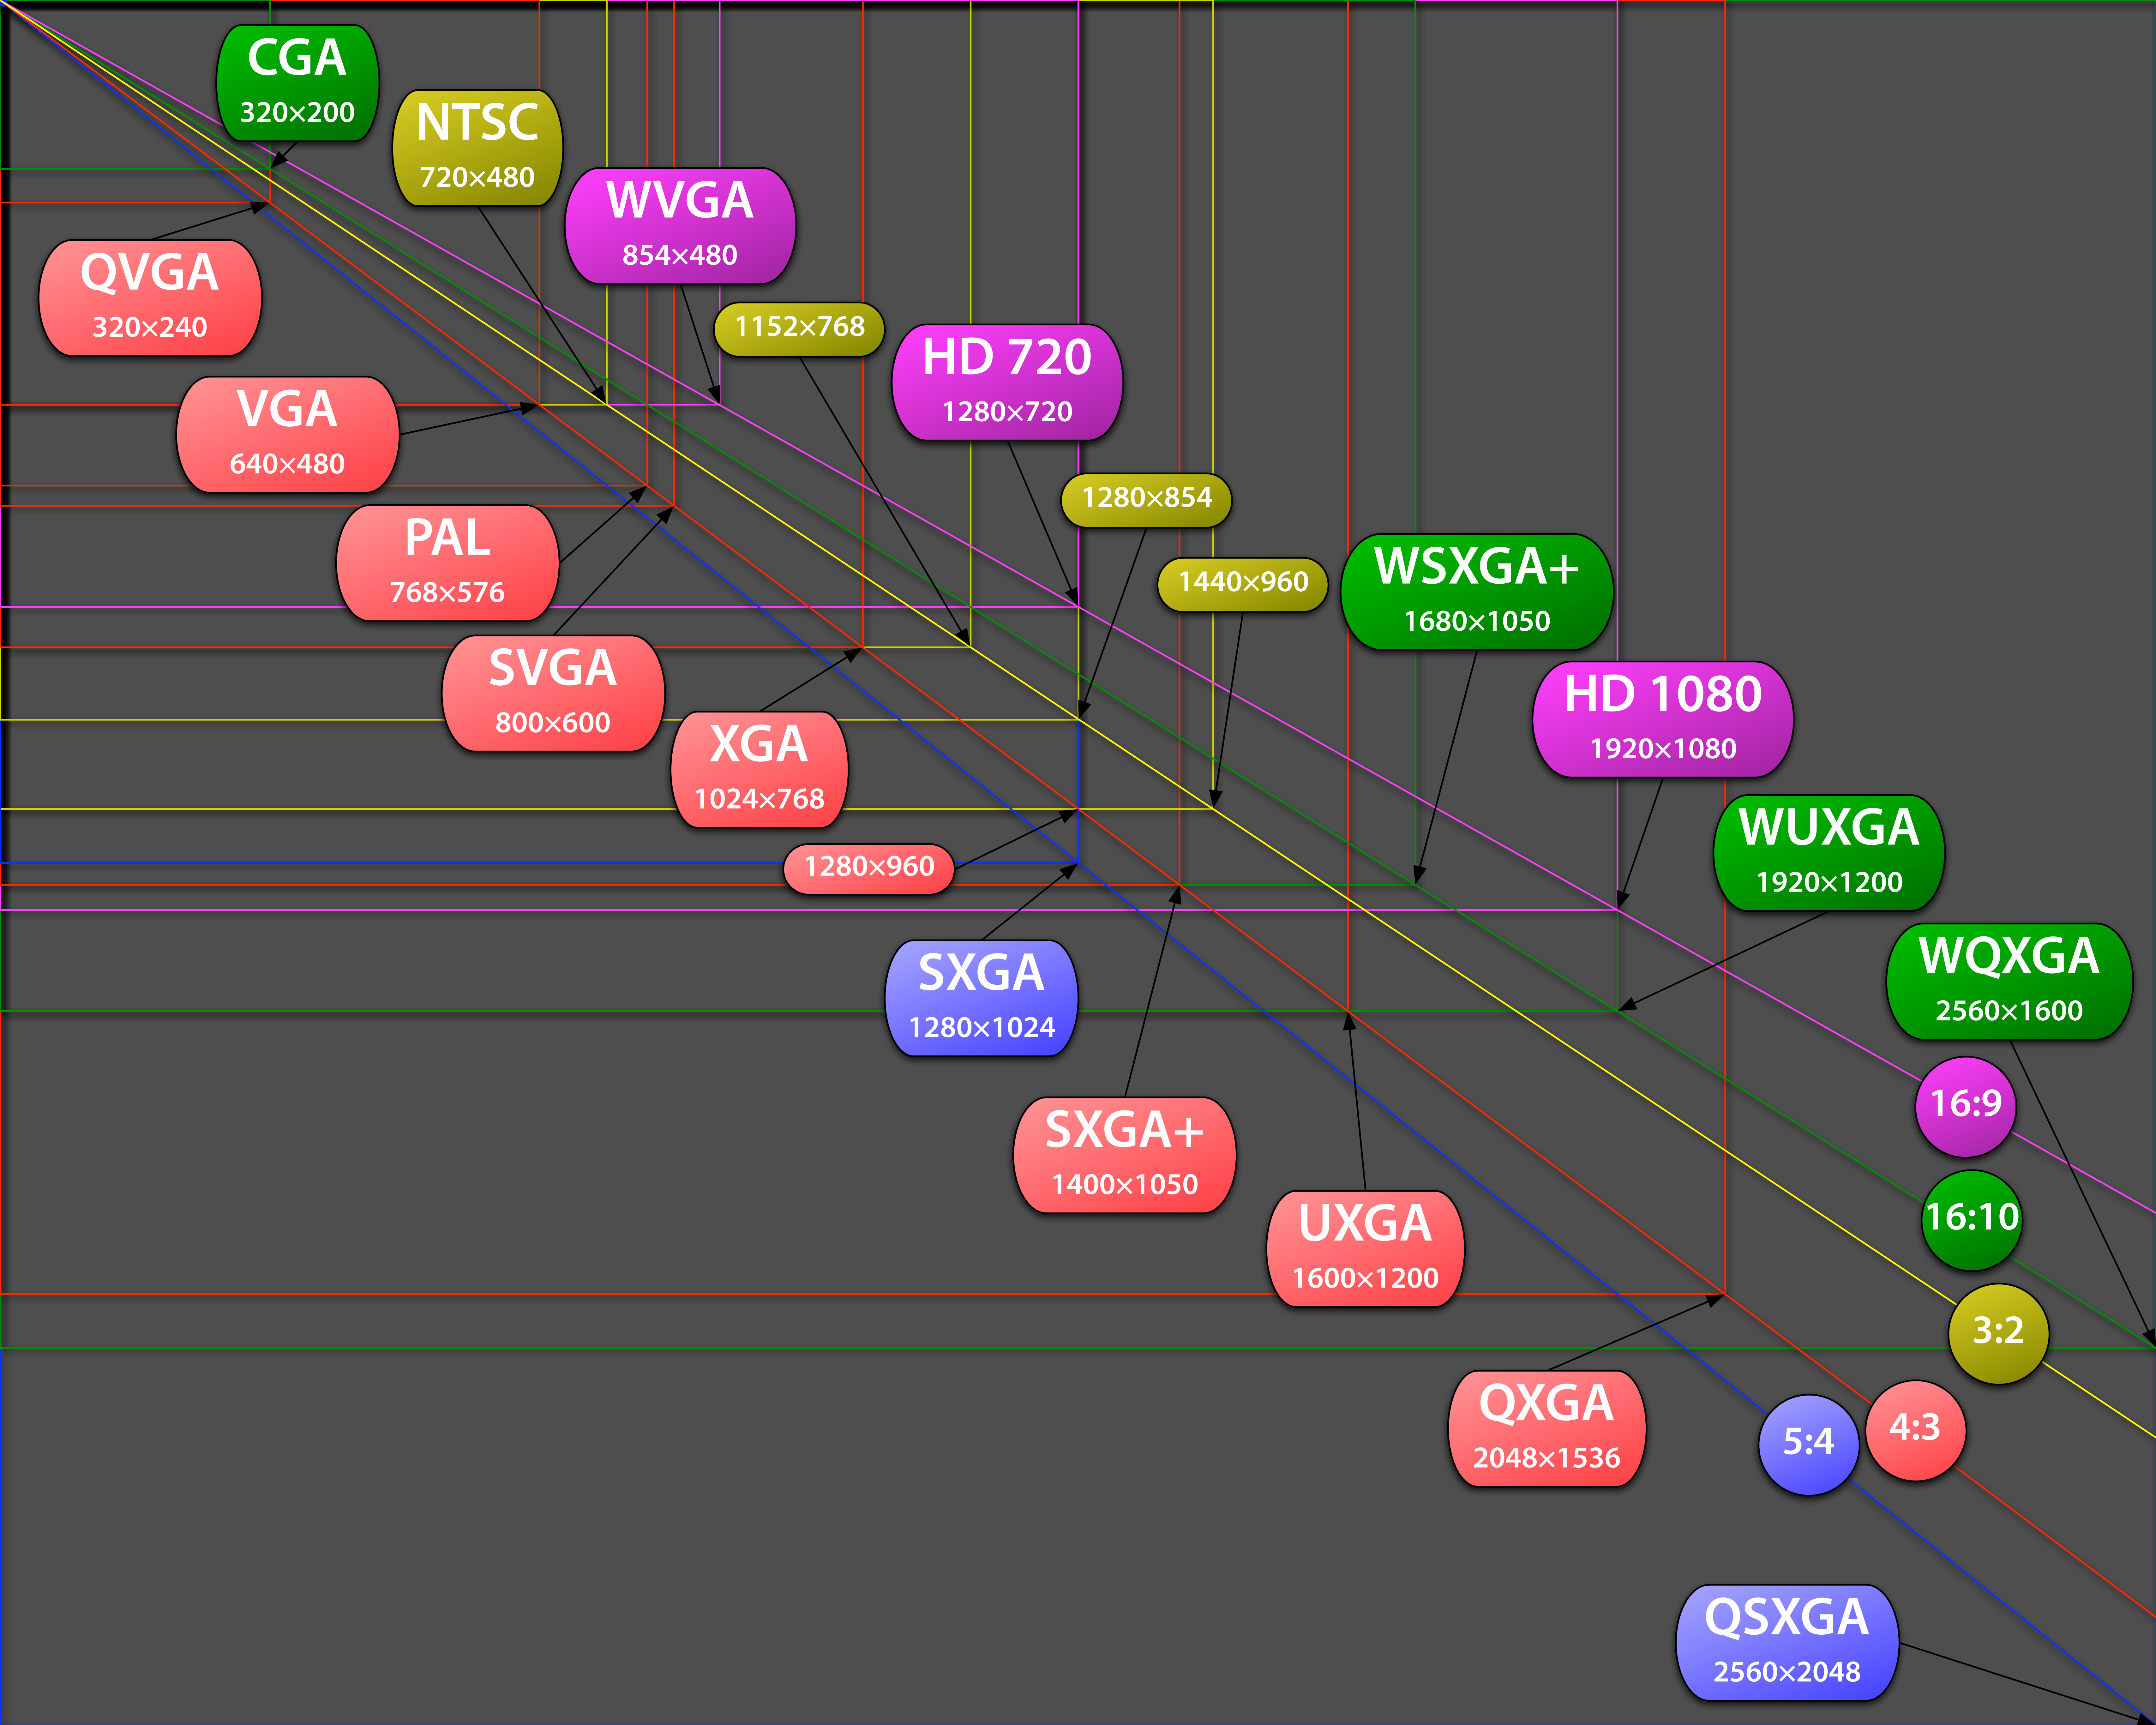 CGA
320×200
NTSC
720×480
WVGA
854×480
QVGA
320×240
1152×768
HD 720
1280×720
VGA
640×480
1280×854
PAL
768×576
1440×960
WSXGA+
1680×1050
SVGA
800×600
HD 1080
1920×1080
XGA
1024×768
WUXGA
1920×1200
1280×960
WQXGA
2560×1600
SXGA
1280×1024
16:9
SXGA+
1400×1050
16:10
UXGA
1600×1200
3:2
QXGA
2048×1536
4:3
5:4
QSXGA
2560×2048